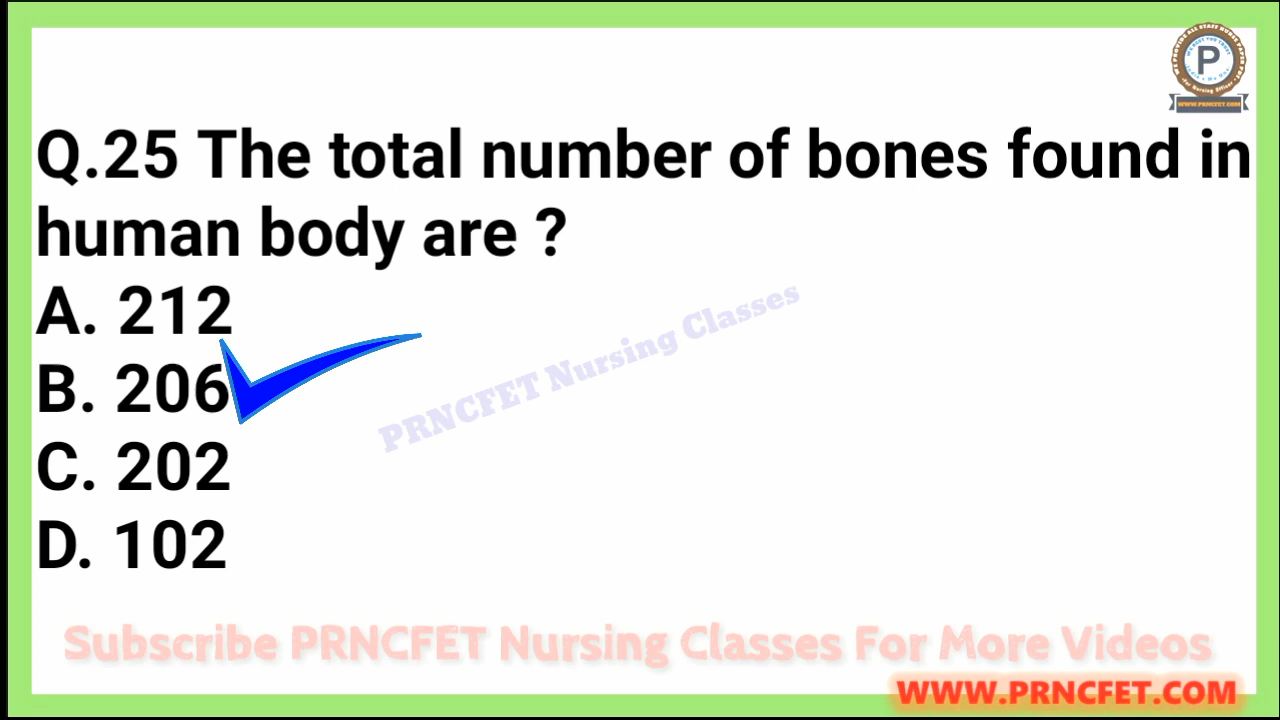 P
WWW.PRNCFET.COM
Q.25 The total number of bones found in
human body are ?
A. 212
B. 206
C. 202
D. 102
PRNCFET Nursing Classes
Subscribe PRNCFET Nursing Classes For More Videos
WWW.PRNCFET.COM